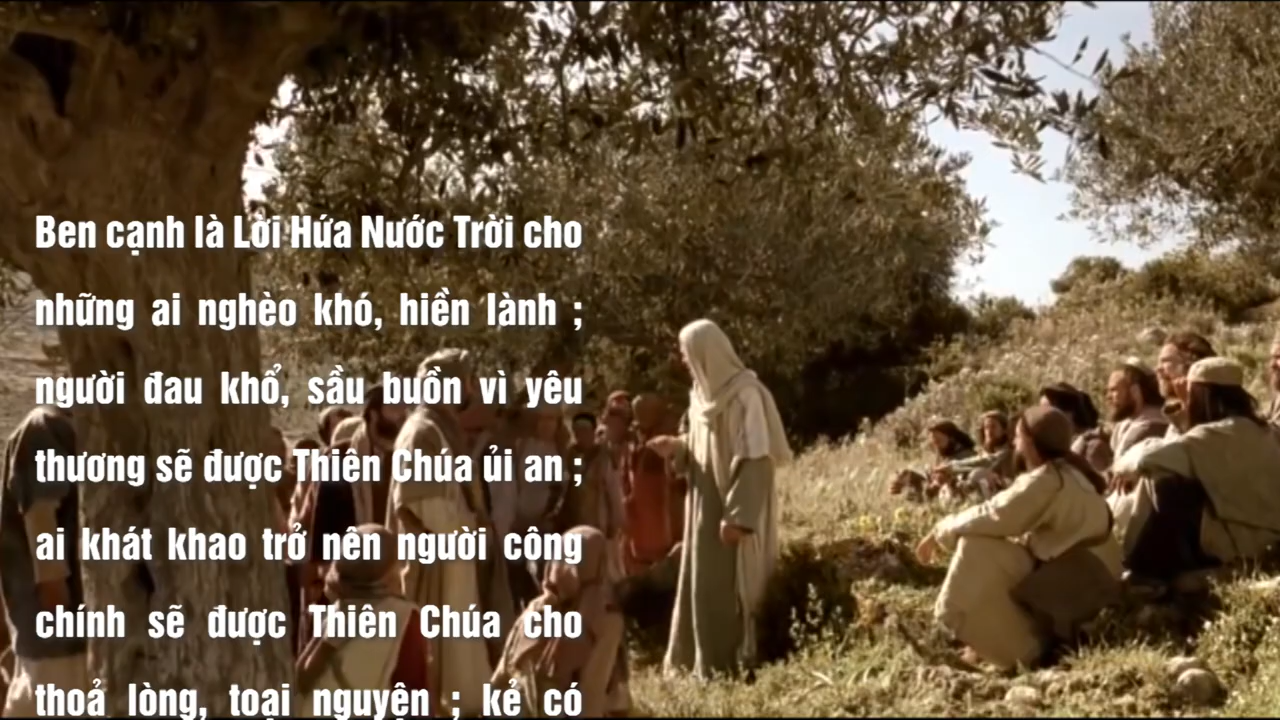 Ben cạnh là Lời Hứa Nước Trời cho
những ai nghèo khó, hiền lành ;
người đau khổ, sầu buồn vì yêu
thương sẽ được Thiên Chúa ủi an ;
ai khát khao trở nên người công
chính sẽ được Thiên Chúa cho
thoả lòng, toại nguyện ; kẻ có